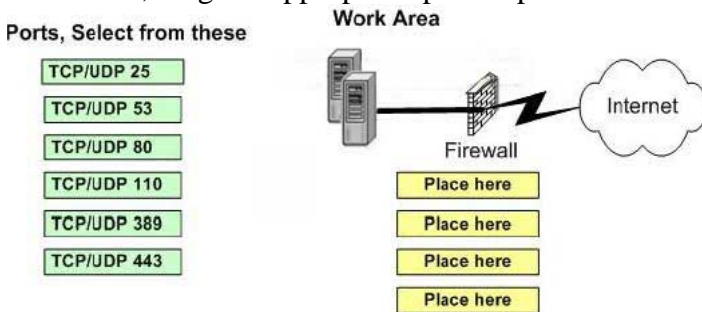 Work Area
Ports, Select from these
TCP/UDP 25
TCP/UDP 53
TCP/UDP 80
TCP/UDP 110
TCP/UDP 389
TCP/UDP 443
Internet
Firewall
Place here
Place here
Place here
Place here